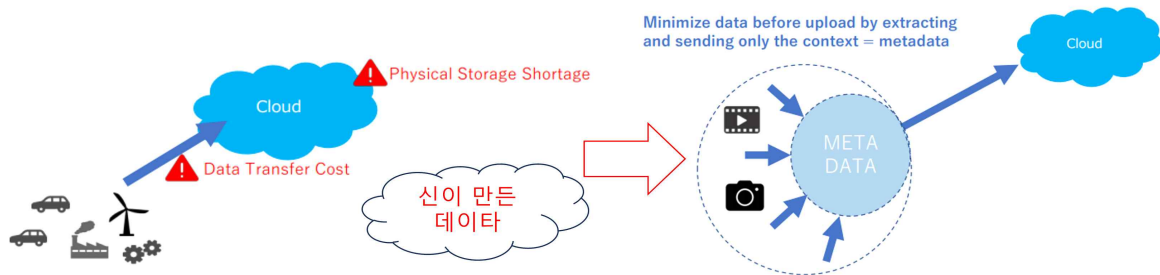 Physical Storage Shortage
Cloud
Data Transfer Cost
신이 만든
데이타
Minimize data before upload by extracting
and sending only the context = metadata
META
DATA
Cloud